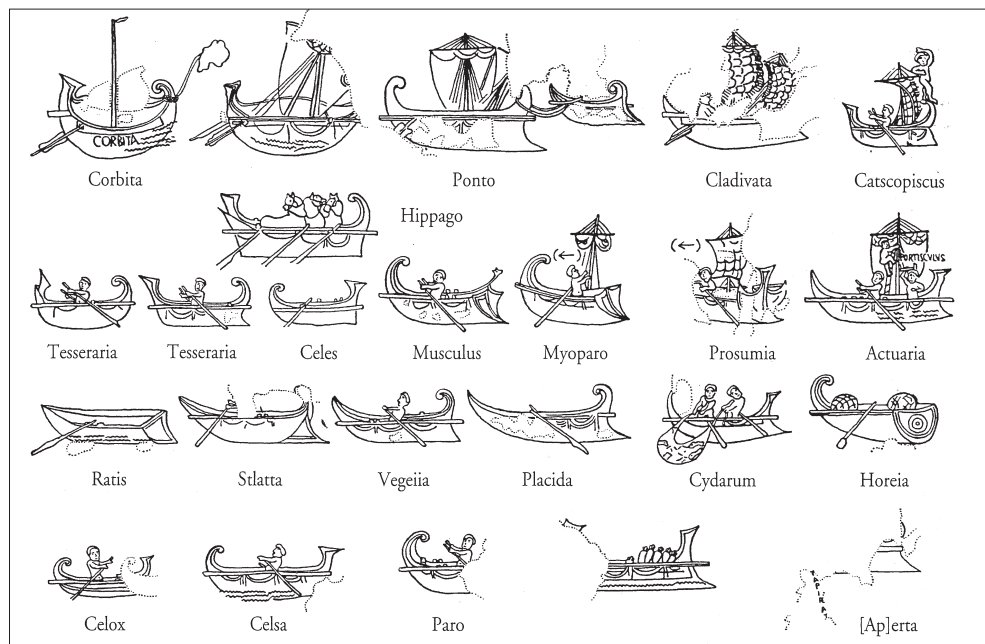 CORBITA
Corbita
Ponto
Cladivata
Catscopiscus
Hippago
(←)
(←)
Tesseraria
Tesseraria
Celes
Musculus
Myoparo
Prosumia
Actuaria
Ratis
Stlatta
Vegeiia
Placida
Cydarum
Horeia
Celox
Celsa
Paro
[Ap]erta